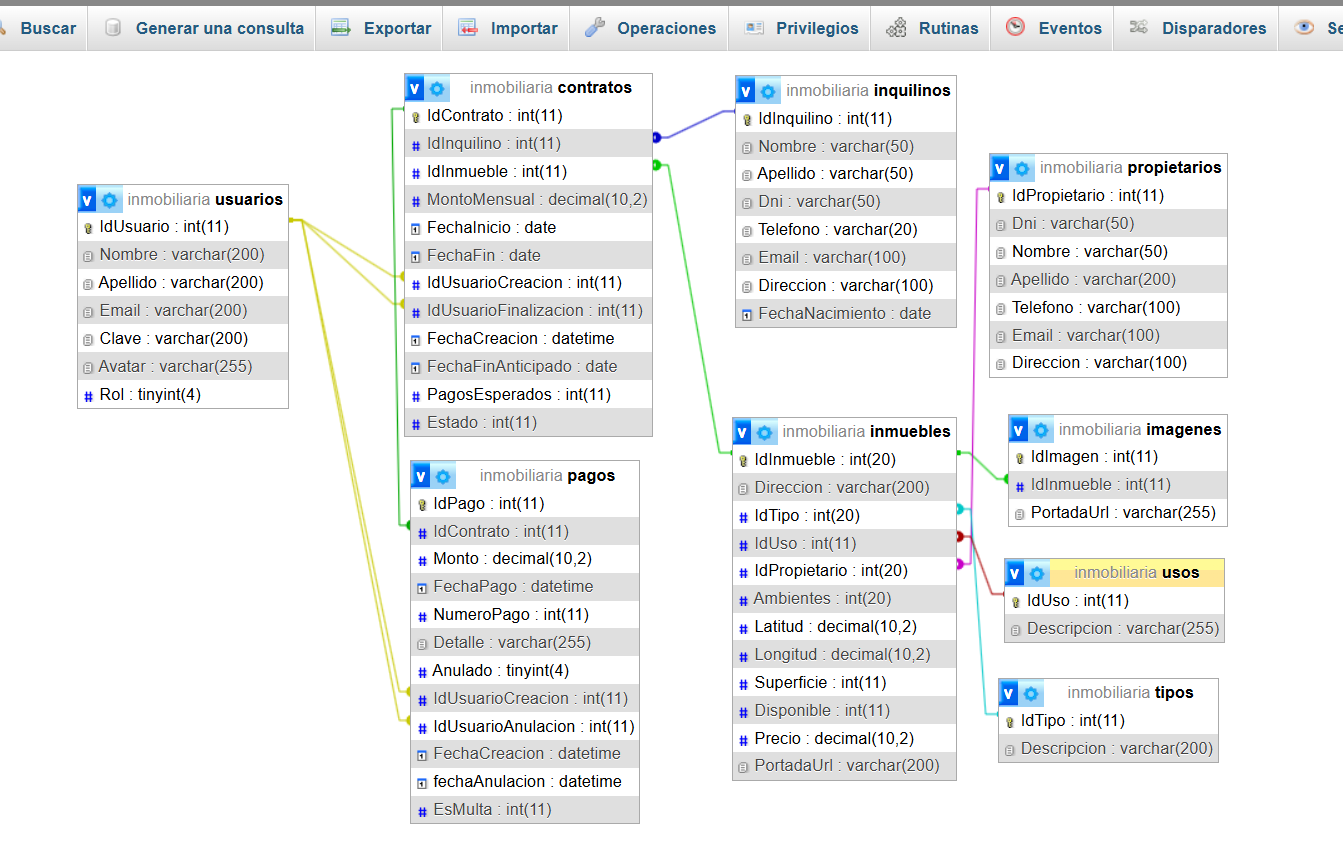 Buscar
Generar una consulta
Exportar
Importar
Operaciones
Privilegios
Rutinas
Eventos
Disparadores
inmobiliaria usuarios
IdUsuario : int(11)
Nombre : varchar(200)
Apellido : varchar(200)
Email : varchar(200)
Clave : varchar(200)
Avatar : varchar(255)
Rol : tinyint(4)
inmobiliaria contratos
IdContrato : int(11)
IdInquilino : int(11)
IdInmueble : int(11)
MontoMensual : decimal(10,2)
FechaInicio : date
FechaFin : date
IdUsuarioCreacion : int(11)
IdUsuarioFinalizacion : int(11)
FechaCreacion : datetime
FechaFinAnticipado : date
PagosEsperados : int(11)
Estado : int(11)
inmobiliaria pagos
IdPago : int(11)
IdContrato : int(11)
Monto : decimal(10,2)
FechaPago : datetime
NumeroPago : int(11)
Detalle : varchar(255)
Anulado : tinyint(4)
IdUsuarioCreacion : int(11)
IdUsuarioAnulacion : int(11)
FechaCreacion : datetime
fechaAnulacion : datetime
EsMulta : int(11)
inmobiliaria inquilinos
IdInquilino : int(11)
Nombre : varchar(50)
Apellido : varchar(50)
Dni : varchar(50)
Telefono : varchar(20)
Email : varchar(100)
Direccion : varchar(100)
FechaNacimiento : date
inmobiliaria inmuebles
IdInmueble : int(20)
Direccion : varchar(200)
IdTipo : int(20)
IdUso : int(11)
IdPropietario : int(20)
Ambientes : int(20)
Latitud : decimal(10,2)
Longitud : decimal(10,2)
Superficie : int(11)
Disponible : int(11)
Precio : decimal(10,2)
PortadaUrl : varchar(200)
inmobiliaria propietarios
IdPropietario : int(11)
Dni : varchar(50)
Nombre : varchar(50)
Apellido : varchar(200)
Telefono : varchar(100)
Email : varchar(100)
Direccion : varchar(100)
inmobiliaria imagenes
IdImagen : int(11)
IdInmueble : int(11)
PortadaUrl : varchar(255)
inmobiliaria usos
IdUso : int(11)
Descripcion : varchar(255)
inmobiliaria tipos
IdTipo : int(11)
Descripcion : varchar(200)